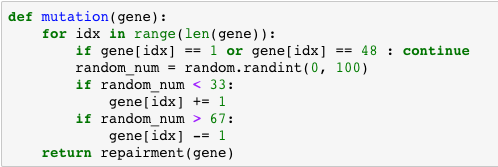 def mutation(gene):
    for idx in range(len(gene)):
        if gene[idx] == 1 or gene[idx] == 48 : continue
        random_num = random.randint(0, 100)
        if random_num < 33:
            gene[idx] += 1
        if random_num > 67:
            gene[idx] -= 1
    return repairment(gene)